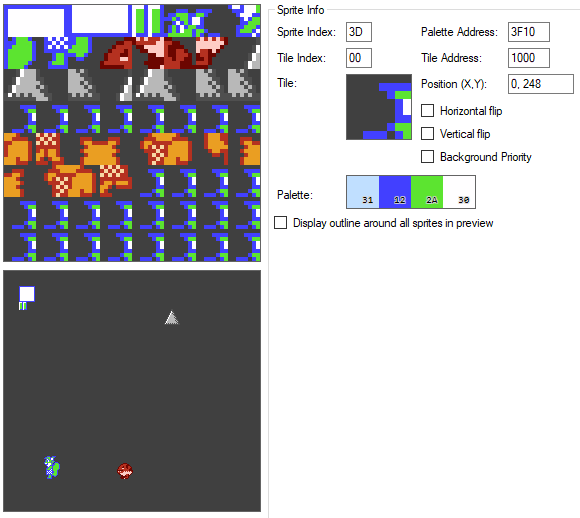 Sprite Info
Sprite Index: 3D Palette Address: 3F10
Tile Index: 00 Tile Address: 1000
Tile: Position (X,Y): 0, 248
Horizontal flip
Vertical flip
Background Priority
Palette: 31 12 2A 30
Display outline around all sprites in preview